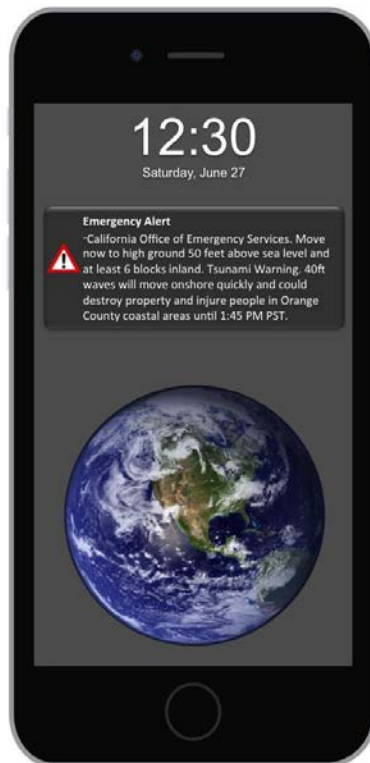 12:30
Saturday, June 27
Emergency Alert
-California Office of Emergency Services. Move
now to high ground 50 feet above sea level and
at least 6 blocks inland. Tsunami Warning. 40ft
waves will move onshore quickly and could
destroy property and injure people in Orange
County coastal areas until 1:45 PM PST.